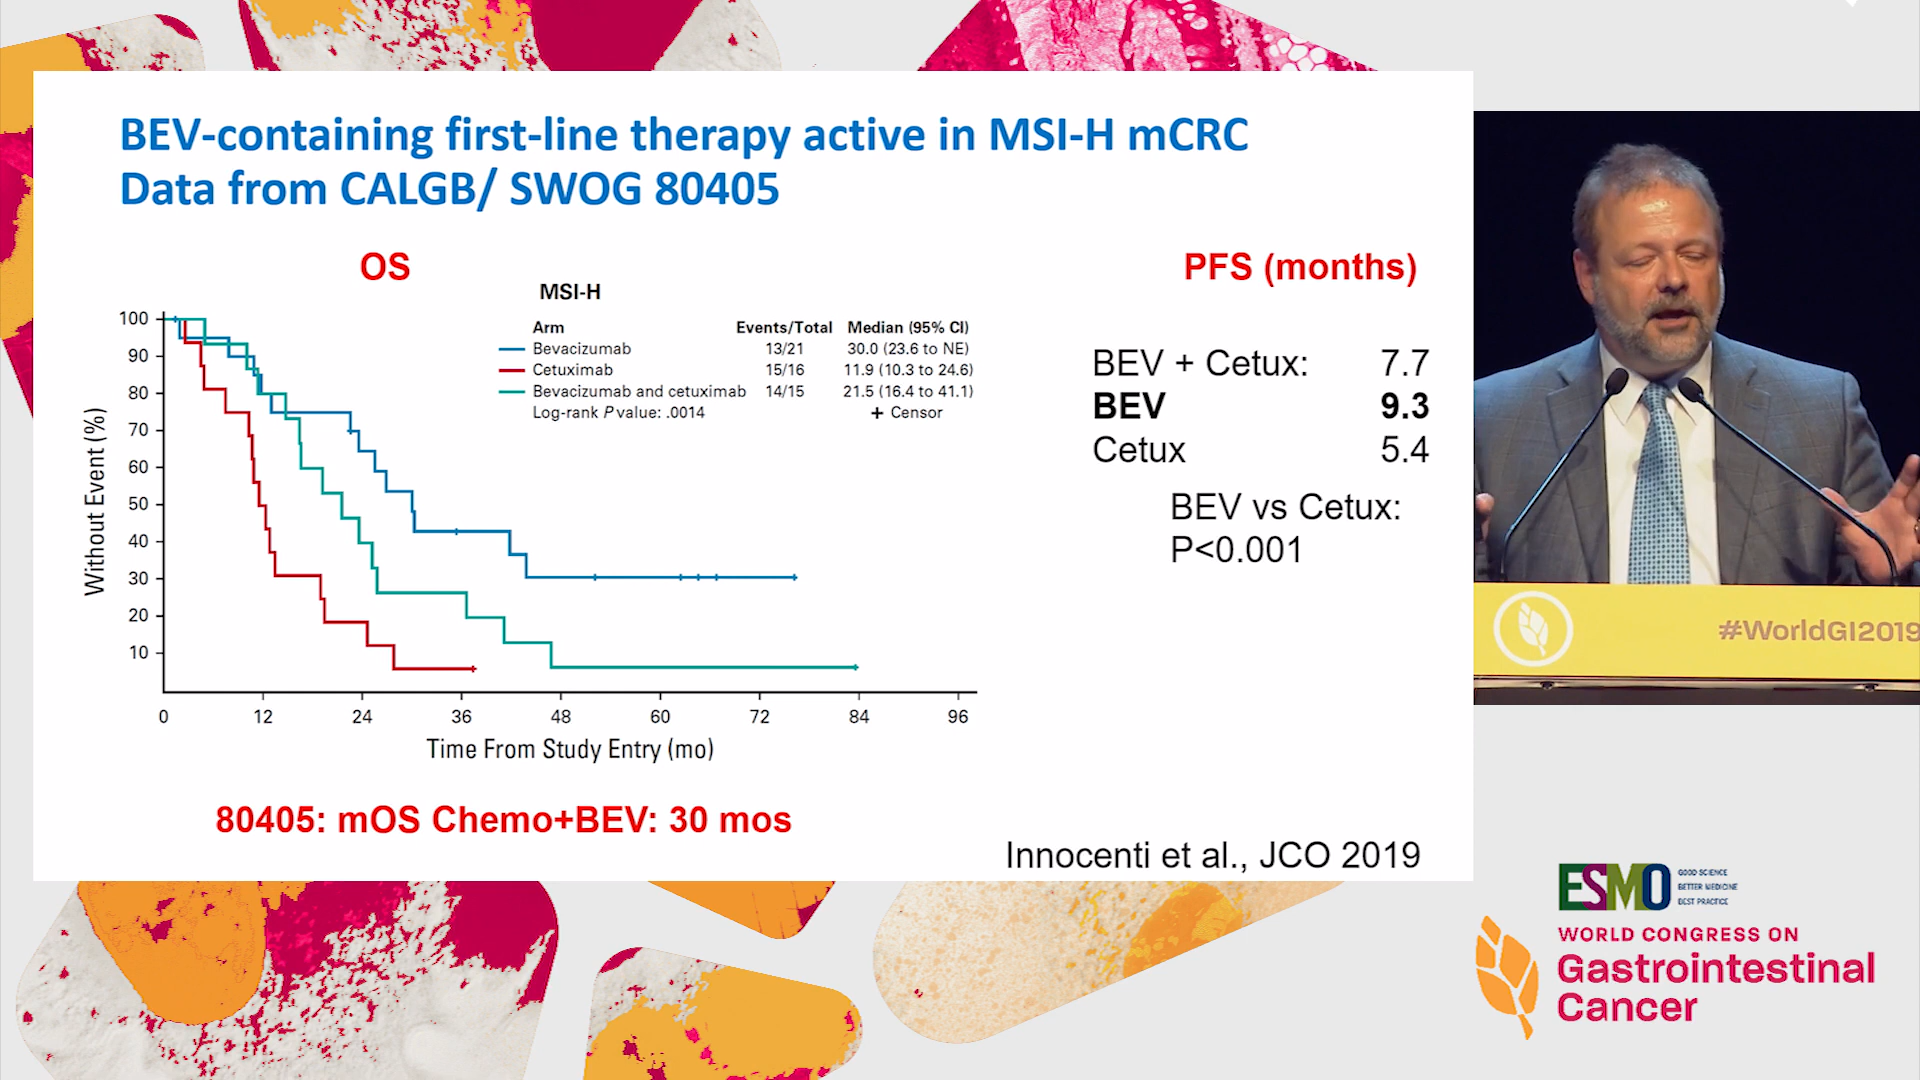 BEV-containing first-line therapy active in MSI-H mCRC
Data from CALGB/ SWOG 80405
OS
PFS (months)
MSI-H
Arm Events/Total Median (95% CI)
Bevacizumab 13/21 30.0 (23.6 to NE)
Cetuximab 15/16 11.9 (10.3 to 24.6)
Bevacizumab and cetuximab 14/15 21.5 (16.4 to 41.1)
Log-rank P value: .0014 + Censor
Without Event (%)
100
90
80
70
60
50
40
30
20
10
0 12 24 36 48 60 72 84 96
Time From Study Entry (mo)
BEV + Cetux: 7.7
BEV 9.3
Cetux 5.4
BEV vs Cetux:
P<0.001
80405: mOS Chemo+BEV: 30 mos
Innocenti et al., JCO 2019
#WorldGI2019
ESMO
GOOD SCIENCE
BETTER MEDICINE
BEST PRACTICE
WORLD CONGRESS ON
Gastrointestinal
Cancer